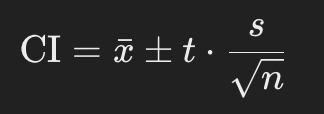 CI = x̄ ± t · s/√n